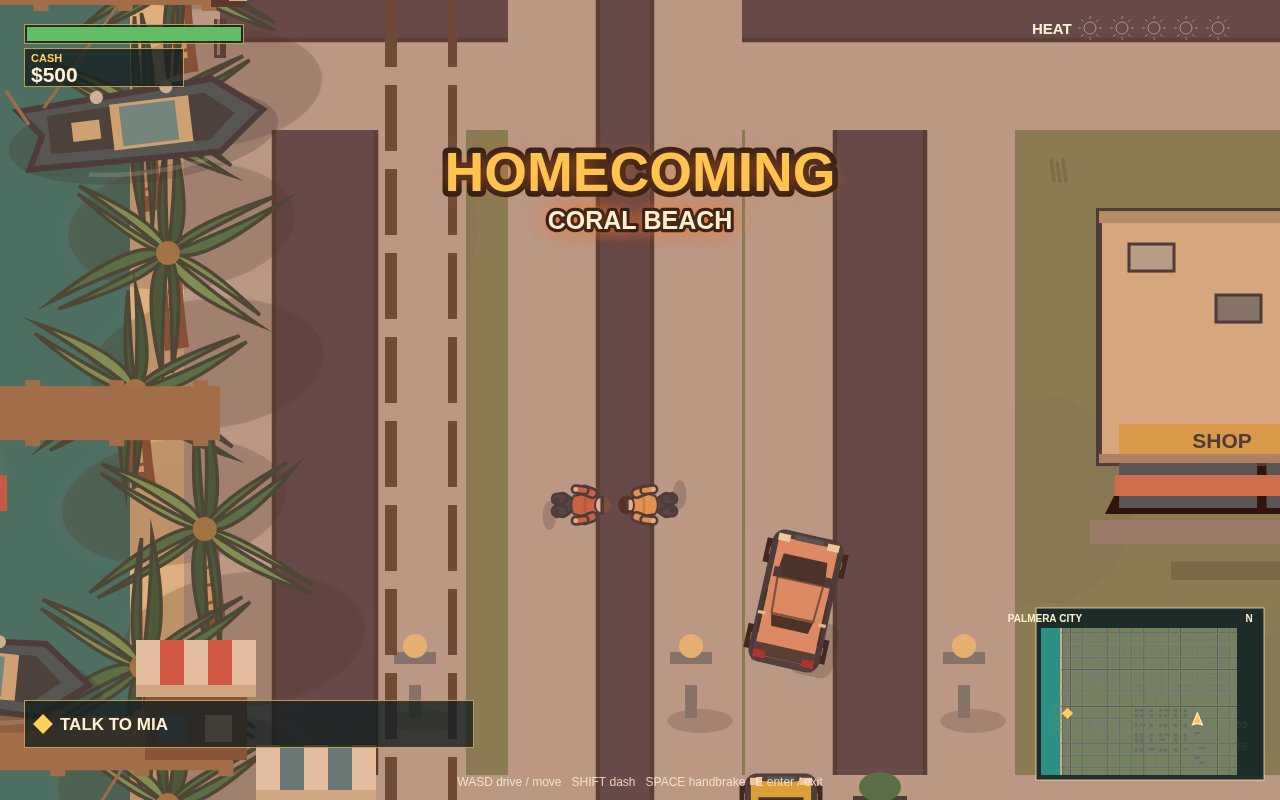 CASH
$500
HEAT
HOMECOMING
CORAL BEACH
SHOP
PALMERA CITY N
TALK TO MIA
WASD drive / move SHIFT dash SPACE handbrake E enter / exit